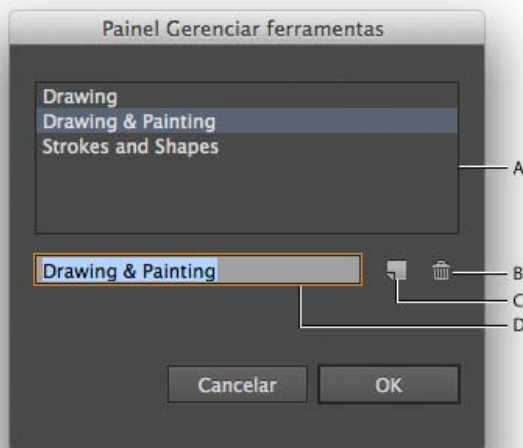 Painel Gerenciar ferramentas
Drawing
Drawing & Painting
Strokes and Shapes
A
Drawing & Painting
B
C
D
Cancelar
OK